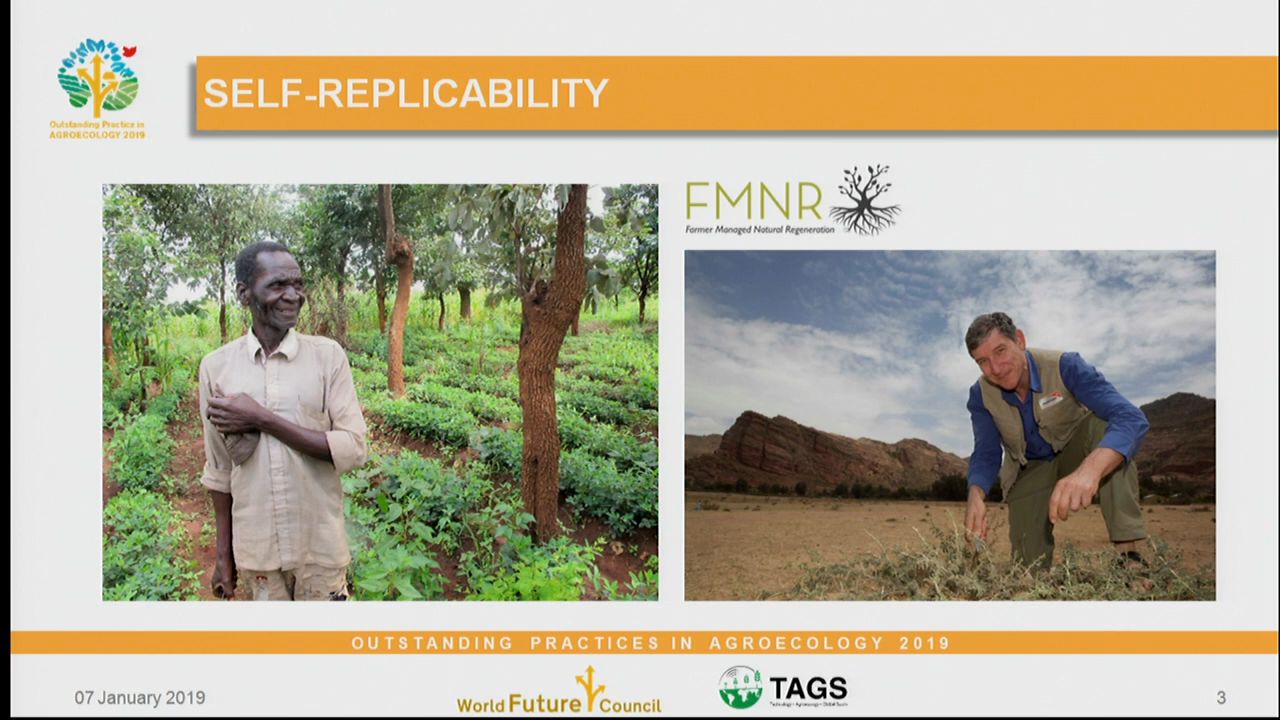 Outstanding Practice in
AGROECOLOGY 2019
SELF-REPLICABILITY
FMNR
Farmer Managed Natural Regeneration
OUTSTANDING PRACTICES IN AGROECOLOGY 2019
07 January 2019
World Future Council
TAGS
3